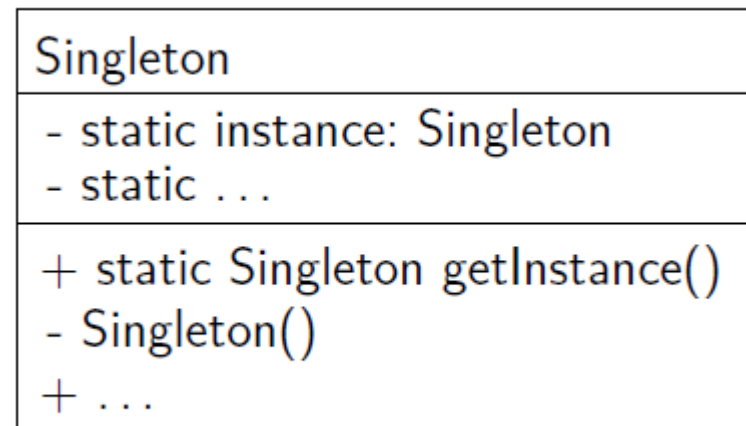 Singleton
- static instance: Singleton
- static ...
+ static Singleton getInstance()
- Singleton()
+ ...